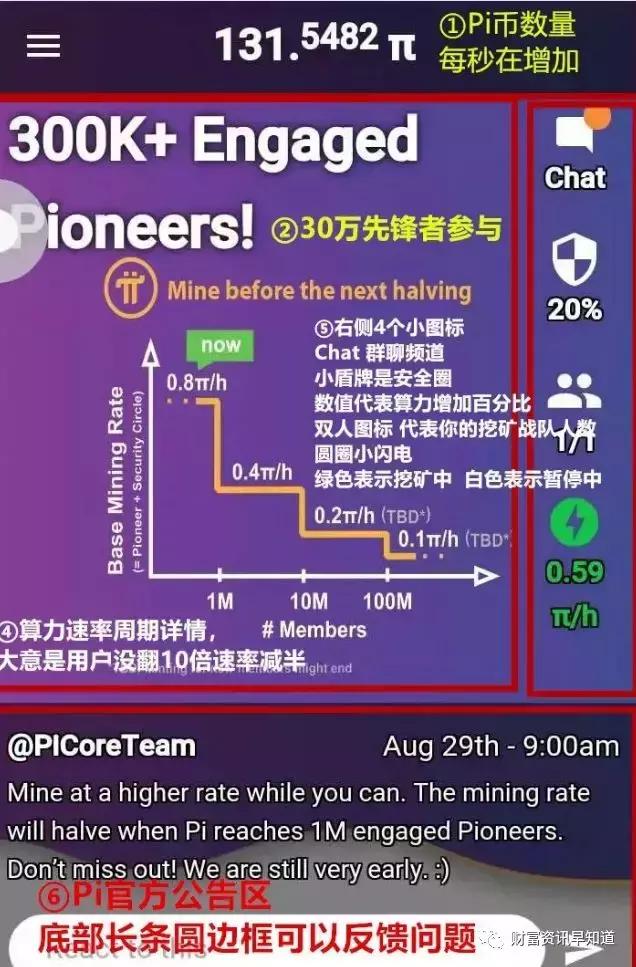 131.5482 π
①Pi币数量
每秒在增加
300K+ Engaged
Pioneers!
②30万先锋者参与
Mine before the next halving
now
0.8π/h
0.4π/h
0.2π/h (TBD*)
0.1π/h (TBD*
Base Mining Rate
(= Pioneer + Security Circle)
1M 10M 100M
# Members
⑤右侧4个小图标
Chat 群聊频道
小盾牌是安全圈
数值代表算力增加百分比
双人图标 代表你的挖矿战队人数
圆圈小闪电
绿色表示挖矿中 白色表示暂停中
④算力速率周期详情,
大意是用户没翻10倍速率减半
might end
Chat
20%
1/1
0.59
π/h
@PICoreTeam
Aug 29th - 9:00am
Mine at a higher rate while you can. The mining rate
will halve when Pi reaches 1M engaged Pioneers.
Don't miss out! We are still very early. :)
⑥Pi官方公告区
底部长条圆边框可以反馈问题
财富资讯早知道